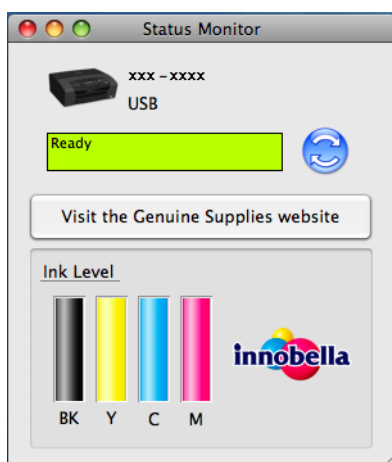 Status Monitor
xxx – xxxx
USB
Ready
Visit the Genuine Supplies website
Ink Level
innobella
BK Y C M